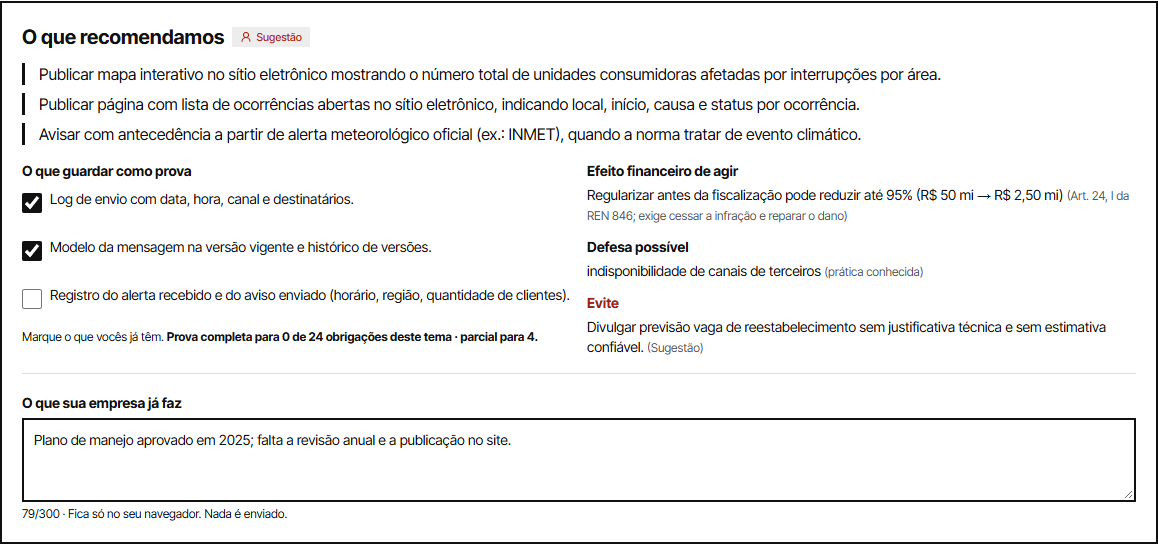 O que recomendamos
Sugestão
Publicar mapa interativo no sítio eletrônico mostrando o número total de unidades consumidoras afetadas por interrupções por área.
Publicar página com lista de ocorrências abertas no sítio eletrônico, indicando local, início, causa e status por ocorrência.
Avisar com antecedência a partir de alerta meteorológico oficial (ex.: INMET), quando a norma tratar de evento climático.
O que guardar como prova
Log de envio com data, hora, canal e destinatários.
Modelo da mensagem na versão vigente e histórico de versões.
Registro do alerta recebido e do aviso enviado (horário, região, quantidade de clientes).
Marque o que vocês já têm. Prova completa para 0 de 24 obrigações deste tema · parcial para 4.
Efeito financeiro de agir
Regularizar antes da fiscalização pode reduzir até 95% (R$ 50 mi → R$ 2,50 mi) (Art. 24, I da
REN 846; exige cessar a infração e reparar o dano)
Defesa possível
indisponibilidade de canais de terceiros (prática conhecida)
Evite
Divulgar previsão vaga de reestabelecimento sem justificativa técnica e sem estimativa
confiável. (Sugestão)
O que sua empresa já faz
Plano de manejo aprovado em 2025; falta a revisão anual e a publicação no site.
79/300 · Fica só no seu navegador. Nada é enviado.